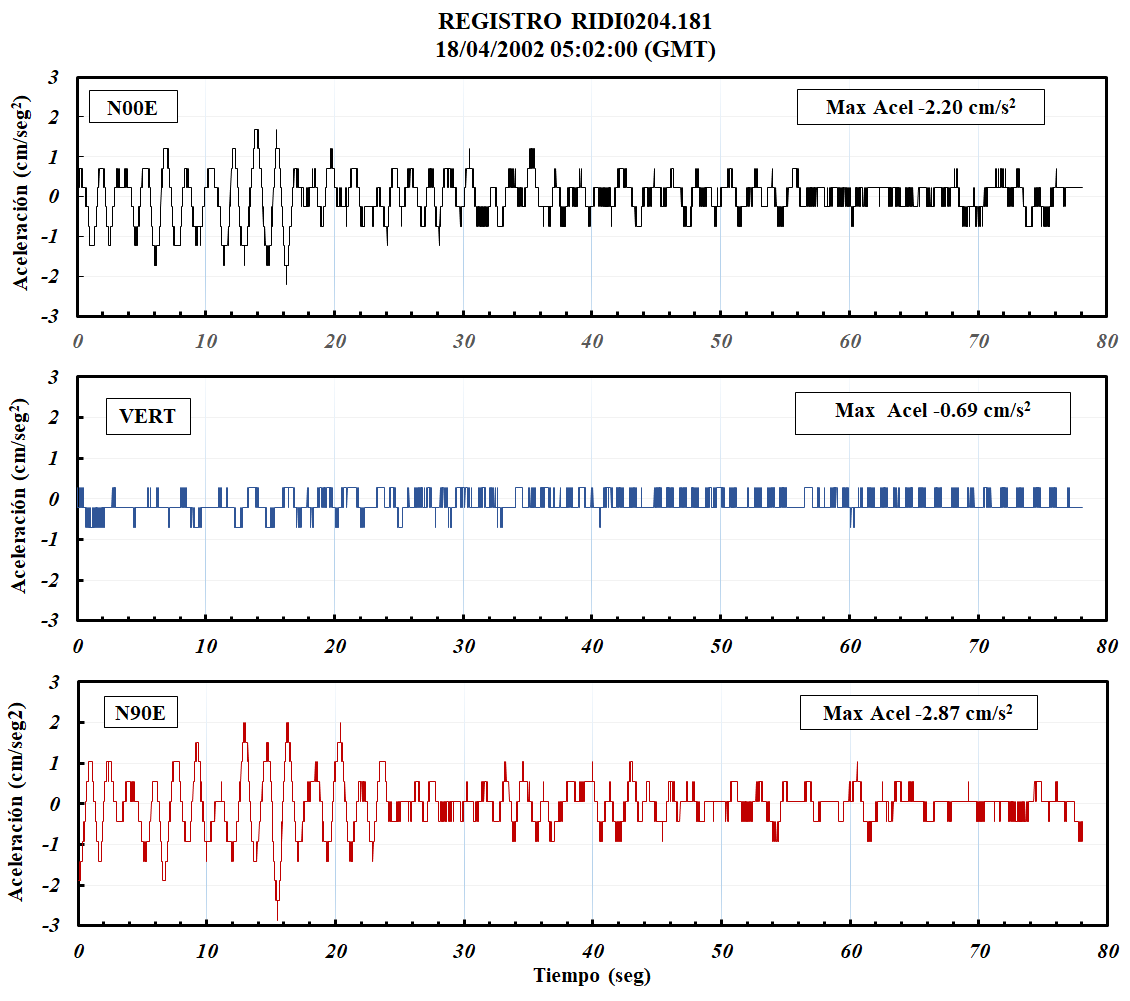 REGISTRO RIDI0204.181
18/04/2002 05:02:00 (GMT)
Aceleración (cm/seg²)
3
2
1
0
-1
-2
-3
N00E
Max Acel -2.20 cm/s²
0 10 20 30 40 50 60 70 80
Aceleración (cm/seg²)
3
2
1
0
-1
-2
-3
VERT
Max Acel -0.69 cm/s²
0 10 20 30 40 50 60 70 80
Aceleración (cm/seg2)
3
2
1
0
-1
-2
-3
N90E
Max Acel -2.87 cm/s²
0 10 20 30 40 50 60 70 80
Tiempo (seg)